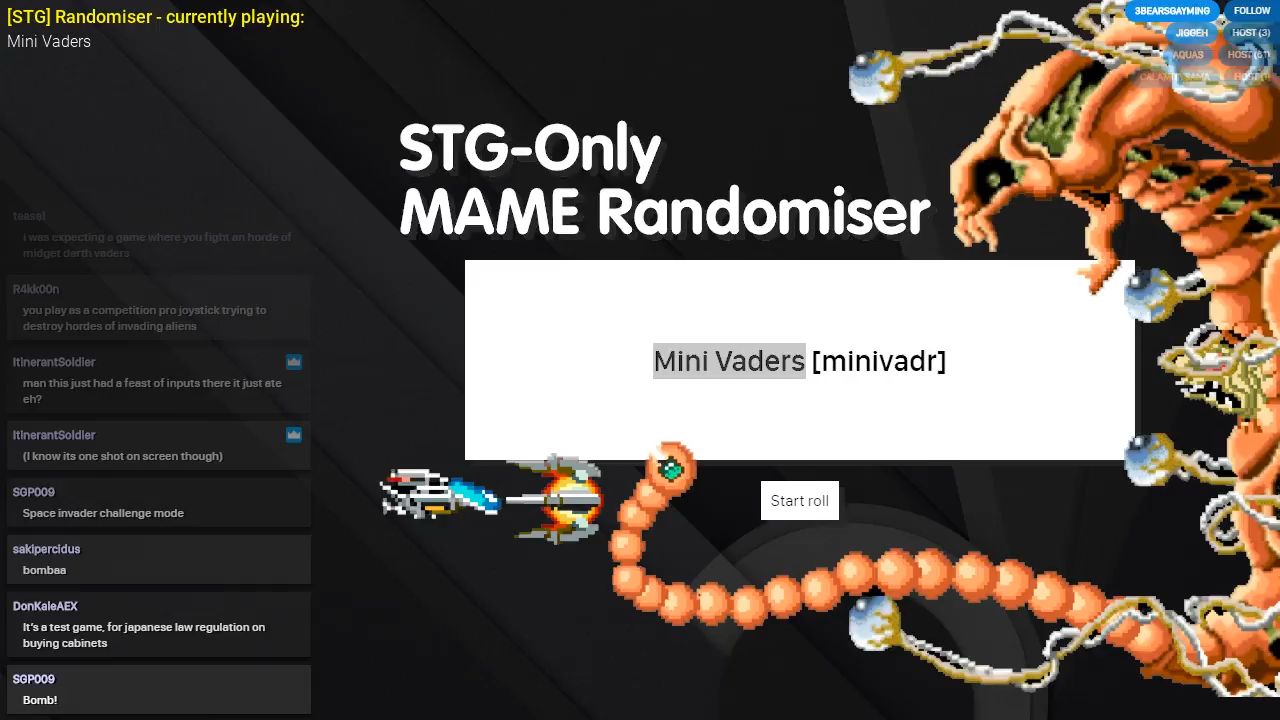 [STG] Randomiser - currently playing:
Mini Vaders
3BEARSGAYMING FOLLOW
JIGGEH HOST (3)
AQUAS HOST (61)
STG-Only
MAME Randomiser
Mini Vaders [minivadr]
Start roll
teasel
i was expecting a game where you fight an horde of
midget darth vaders
R4kk00n
you play as a competition pro joystick trying to
destroy hordes of invading aliens
ItinerantSoldier
man this just had a feast of inputs there it just ate
eh?
ItinerantSoldier
(I know its one shot on screen though)
SGP009
Space invader challenge mode
sakipercidus
bombaa
DonKaleAEX
It's a test game, for japanese law regulation on
buying cabinets
SGP009
Bomb!